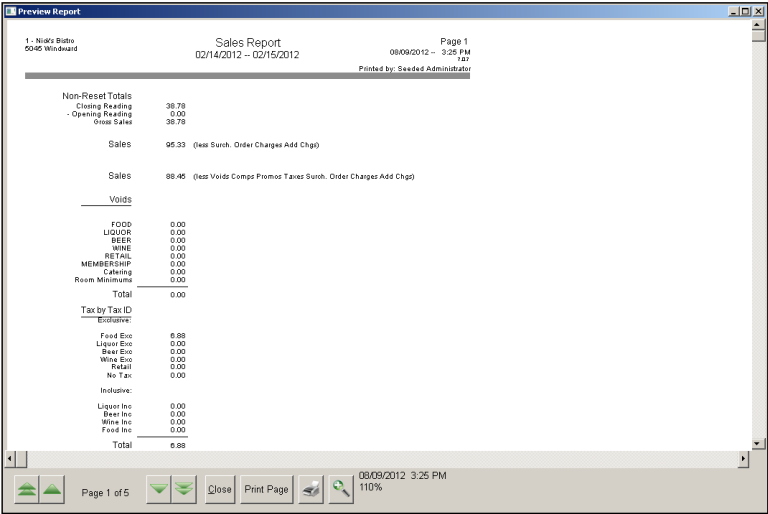 Preview Report
1 - Nick's Bistro Sales Report Page 1
5045 Windward 02/14/2012 -- 02/15/2012 08/09/2012 -- 3:25 PM
7.0.7
Printed by: Seeded Administrator
Non-Reset Totals
Closing Reading 38.78
- Opening Reading 0.00
Gross Sales 38.78
Sales 95.33 (less Surch. Order Charges Add Chgs)
Sales 88.45 (less Voids Comps Promos Taxes Surch. Order Charges Add Chgs)
Voids
FOOD 0.00
LIQUOR 0.00
BEER 0.00
WINE 0.00
RETAIL 0.00
MEMBERSHIP 0.00
Catering 0.00
Room Minimums 0.00
Total 0.00
Tax by Tax ID
Exclusive:
Food Exc 6.88
Liquor Exc 0.00
Beer Exc 0.00
Wine Exc 0.00
Retail 0.00
No Tax 0.00
Inclusive:
Liquor Inc 0.00
Beer Inc 0.00
Wine Inc 0.00
Food Inc 0.00
Total 6.88
Page 1 of 5 Close Print Page 08/09/2012 3:25 PM
110%